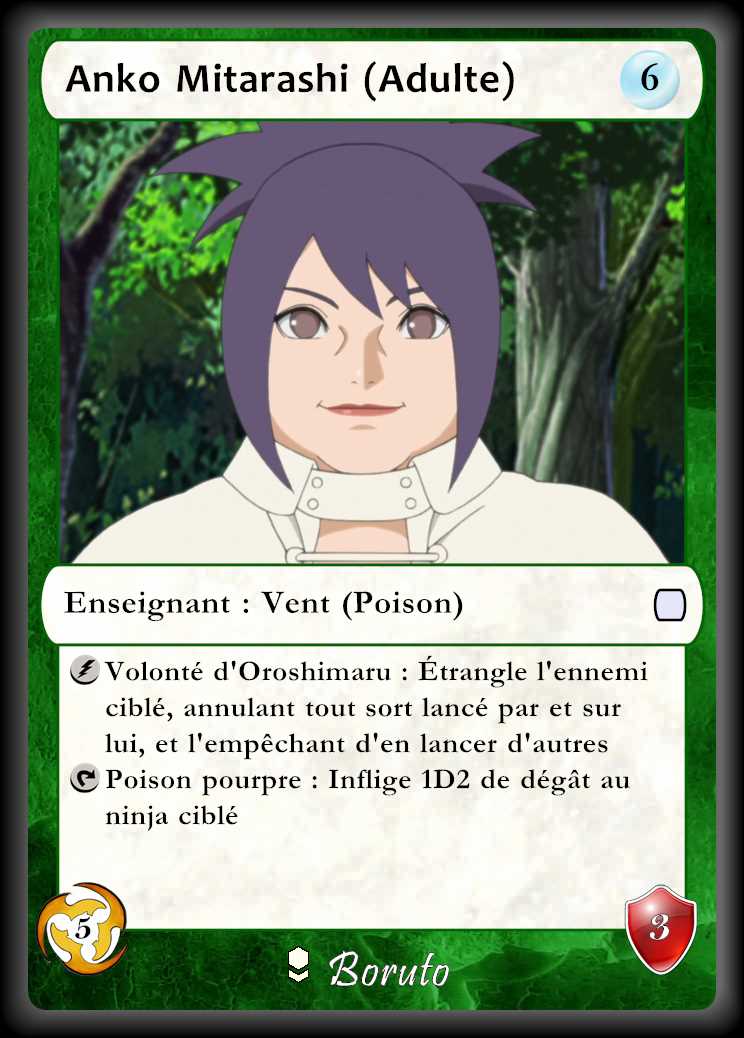 Anko Mitarashi (Adulte)
6
Enseignant : Vent (Poison)
Volonté d'Oroshimaru : Étrangle l'ennemi
ciblé, annulant tout sort lancé par et sur
lui, et l'empêchant d'en lancer d'autres
Poison pourpre : Inflige 1D2 de dégât au
ninja ciblé
5
3
Boruto